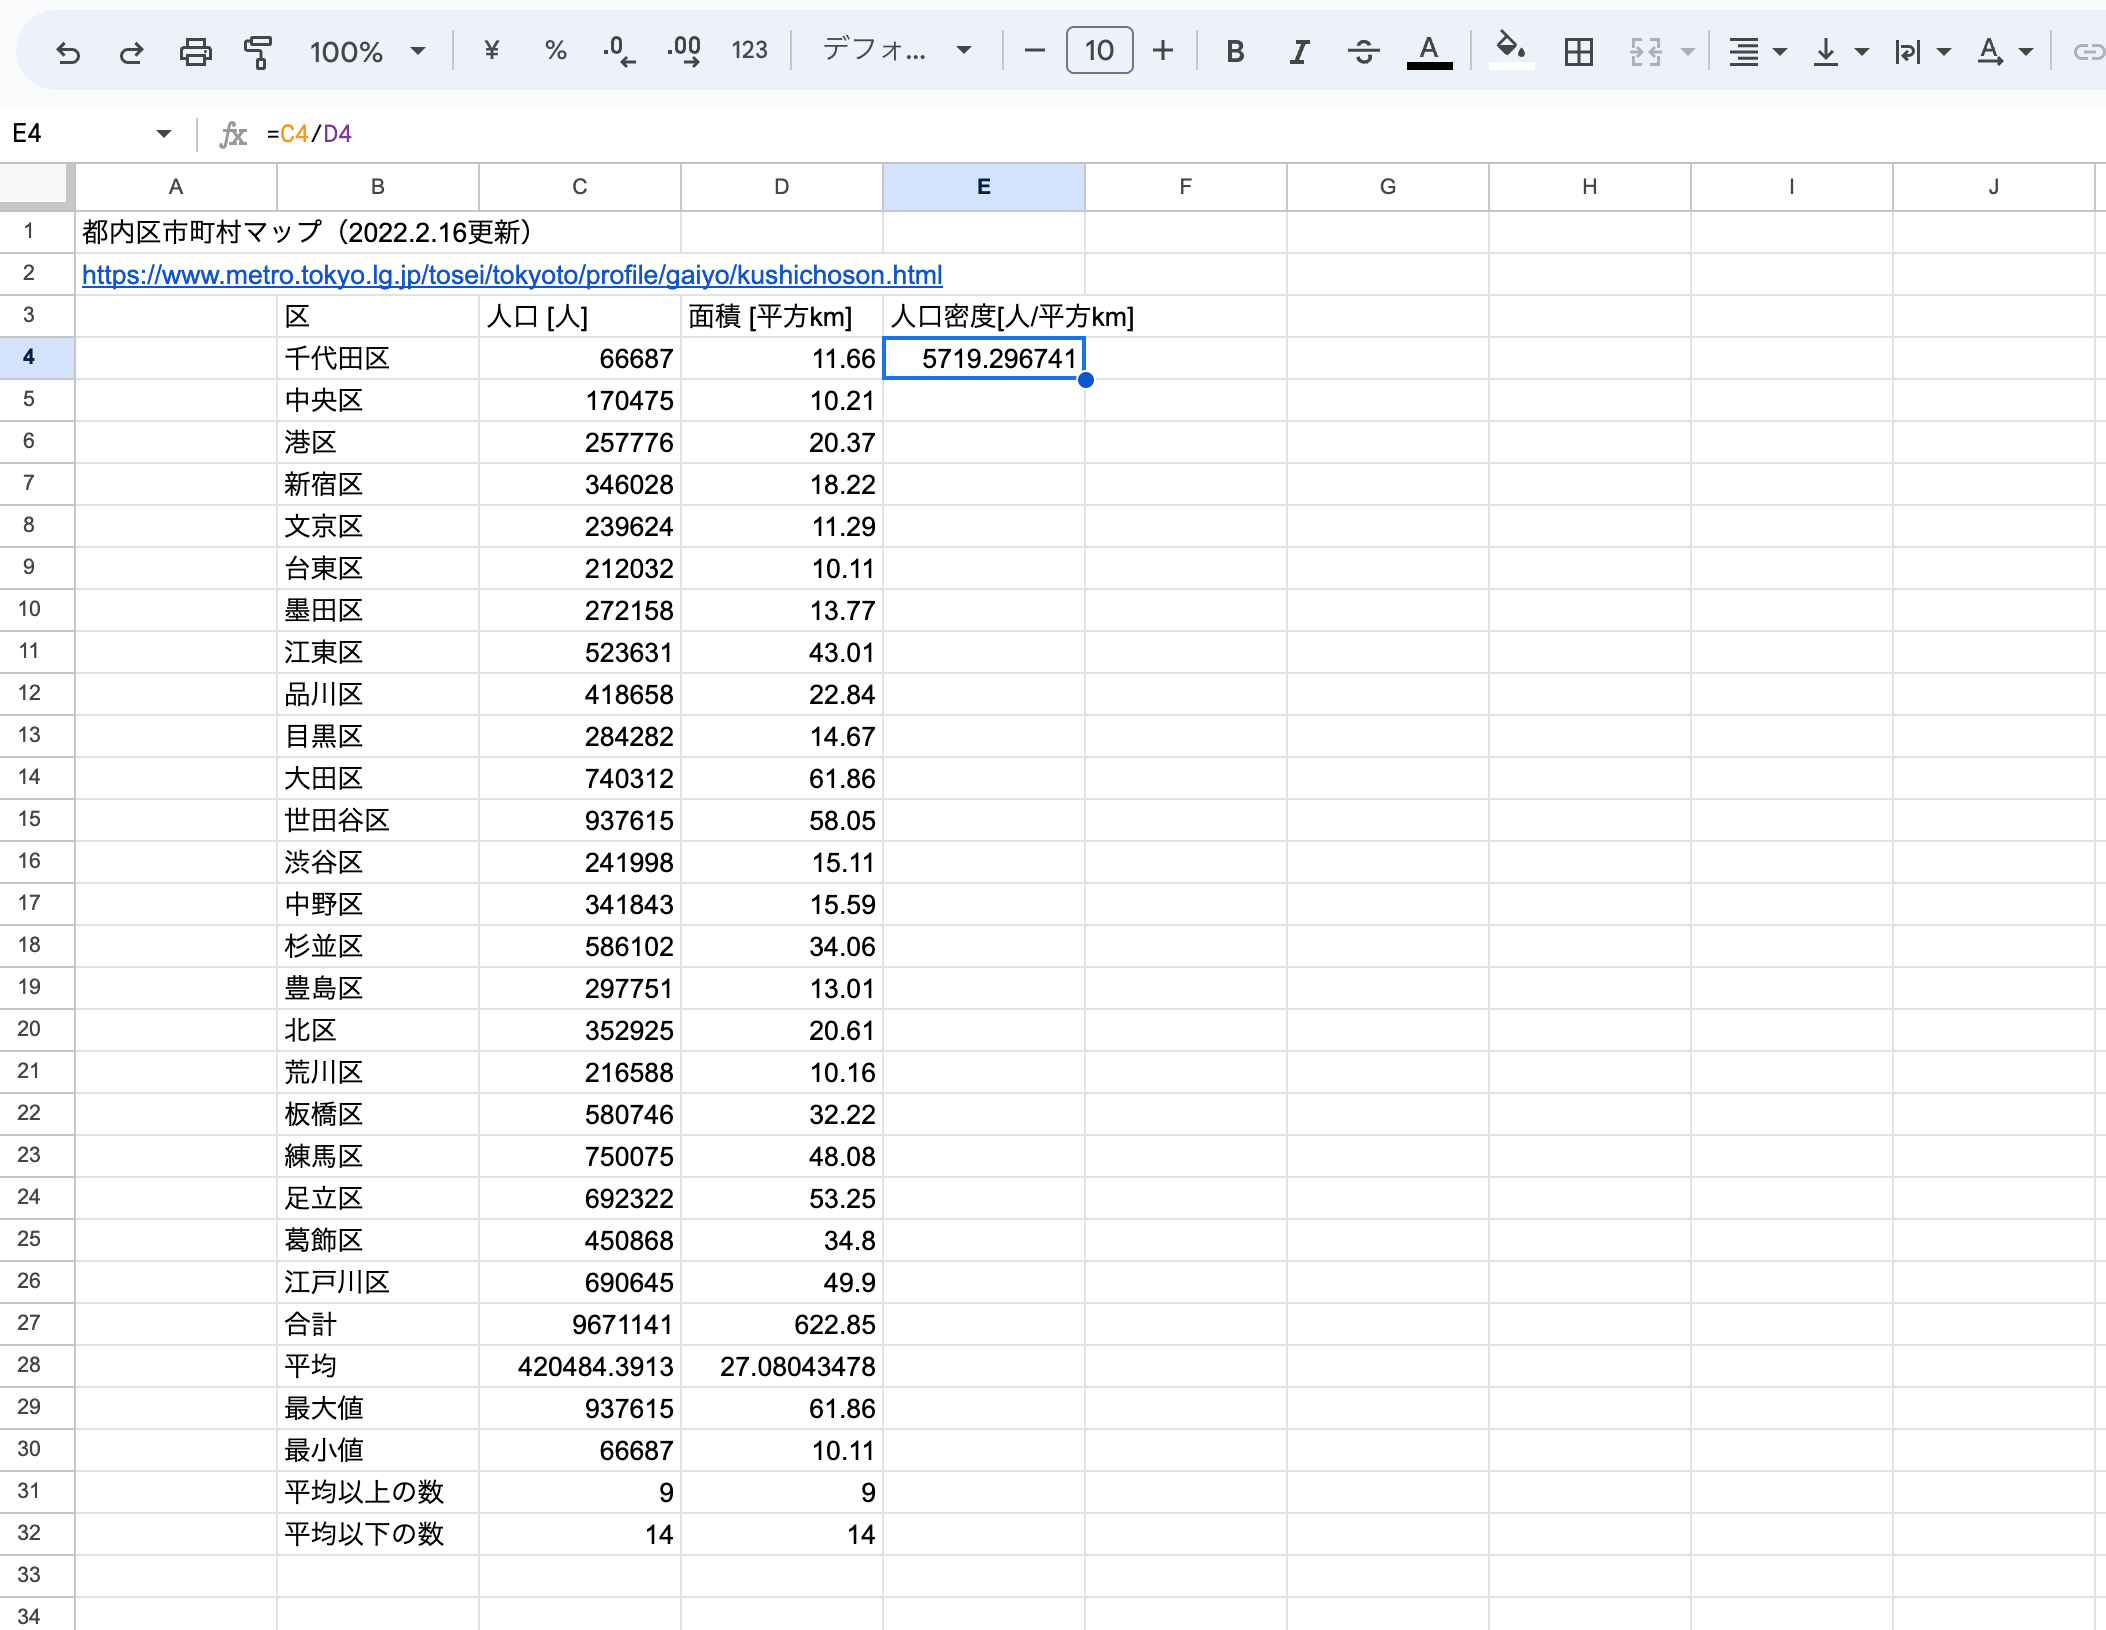 100% ¥ % .0 .00 123 デフォ... 10 B I S A A
E4 fx =C4/D4
A B C D E F G H I J
1 都内区市町村マップ（2022.2.16更新）
2 https://www.metro.tokyo.lg.jp/tosei/tokyoto/profile/gaiyo/kushichoson.html
3 区 人口 [人] 面積 [平方km] 人口密度[人/平方km]
4 千代田区 66687 11.66 5719.296741
5 中央区 170475 10.21
6 港区 257776 20.37
7 新宿区 346028 18.22
8 文京区 239624 11.29
9 台東区 212032 10.11
10 墨田区 272158 13.77
11 江東区 523631 43.01
12 品川区 418658 22.84
13 目黒区 284282 14.67
14 大田区 740312 61.86
15 世田谷区 937615 58.05
16 渋谷区 241998 15.11
17 中野区 341843 15.59
18 杉並区 586102 34.06
19 豊島区 297751 13.01
20 北区 352925 20.61
21 荒川区 216588 10.16
22 板橋区 580746 32.22
23 練馬区 750075 48.08
24 足立区 692322 53.25
25 葛飾区 450868 34.8
26 江戸川区 690645 49.9
27 合計 9671141 622.85
28 平均 420484.3913 27.08043478
29 最大値 937615 61.86
30 最小値 66687 10.11
31 平均以上の数 9 9
32 平均以下の数 14 14
33
34